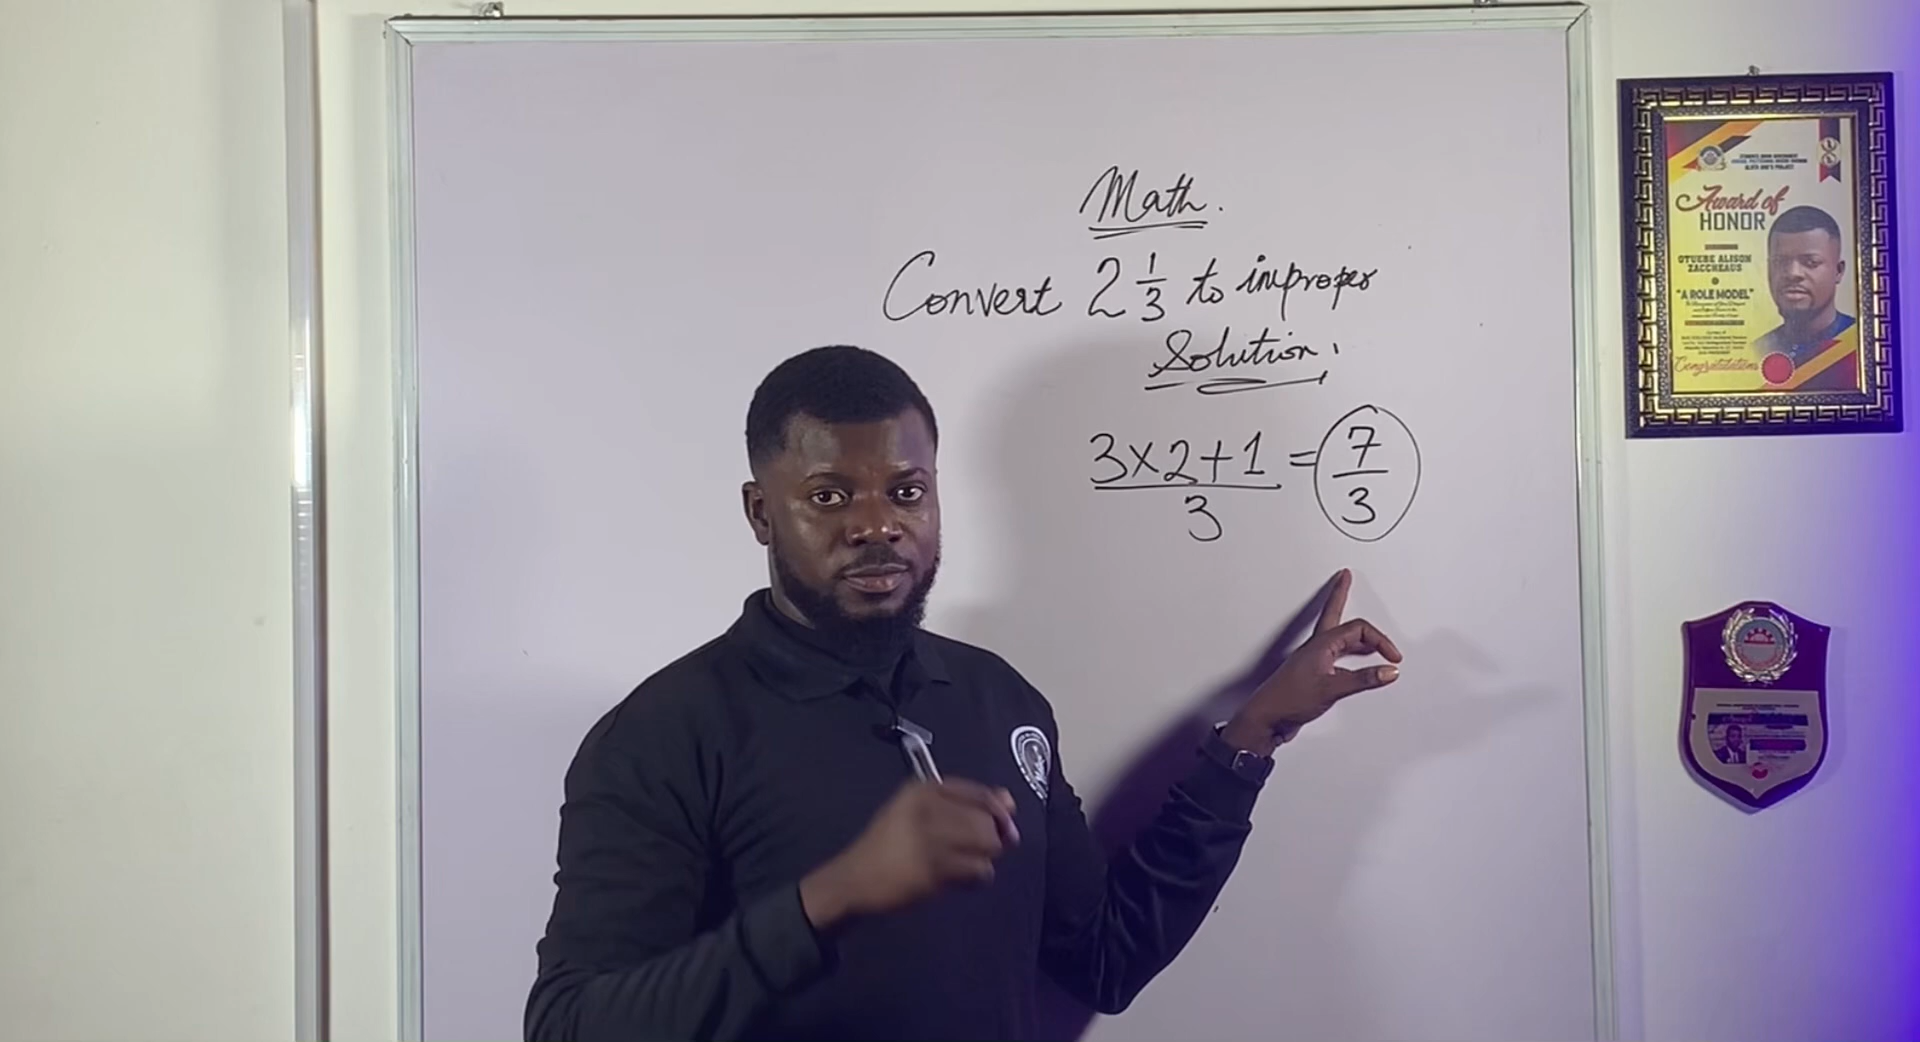 Math.
Convert 2 1/3 to improper
Solution.
3×2+1 = 7
3 3
Award of
HONOR
OTUEBE ALISON
ZACCHEAUS
"A ROLE MODEL"
Congratulations